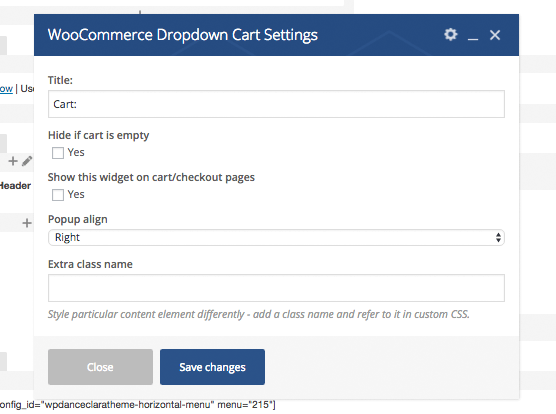 WooCommerce Dropdown Cart Settings
Title:
Cart:
ow | Use
Hide if cart is empty
Yes
Show this widget on cart/checkout pages
Yes
Header
Popup align
Right
Extra class name
Style particular content element differently - add a class name and refer to it in custom CSS.
Close
Save changes
onfig_id="wpdanceclaratheme-horizontal-menu" menu="215"]